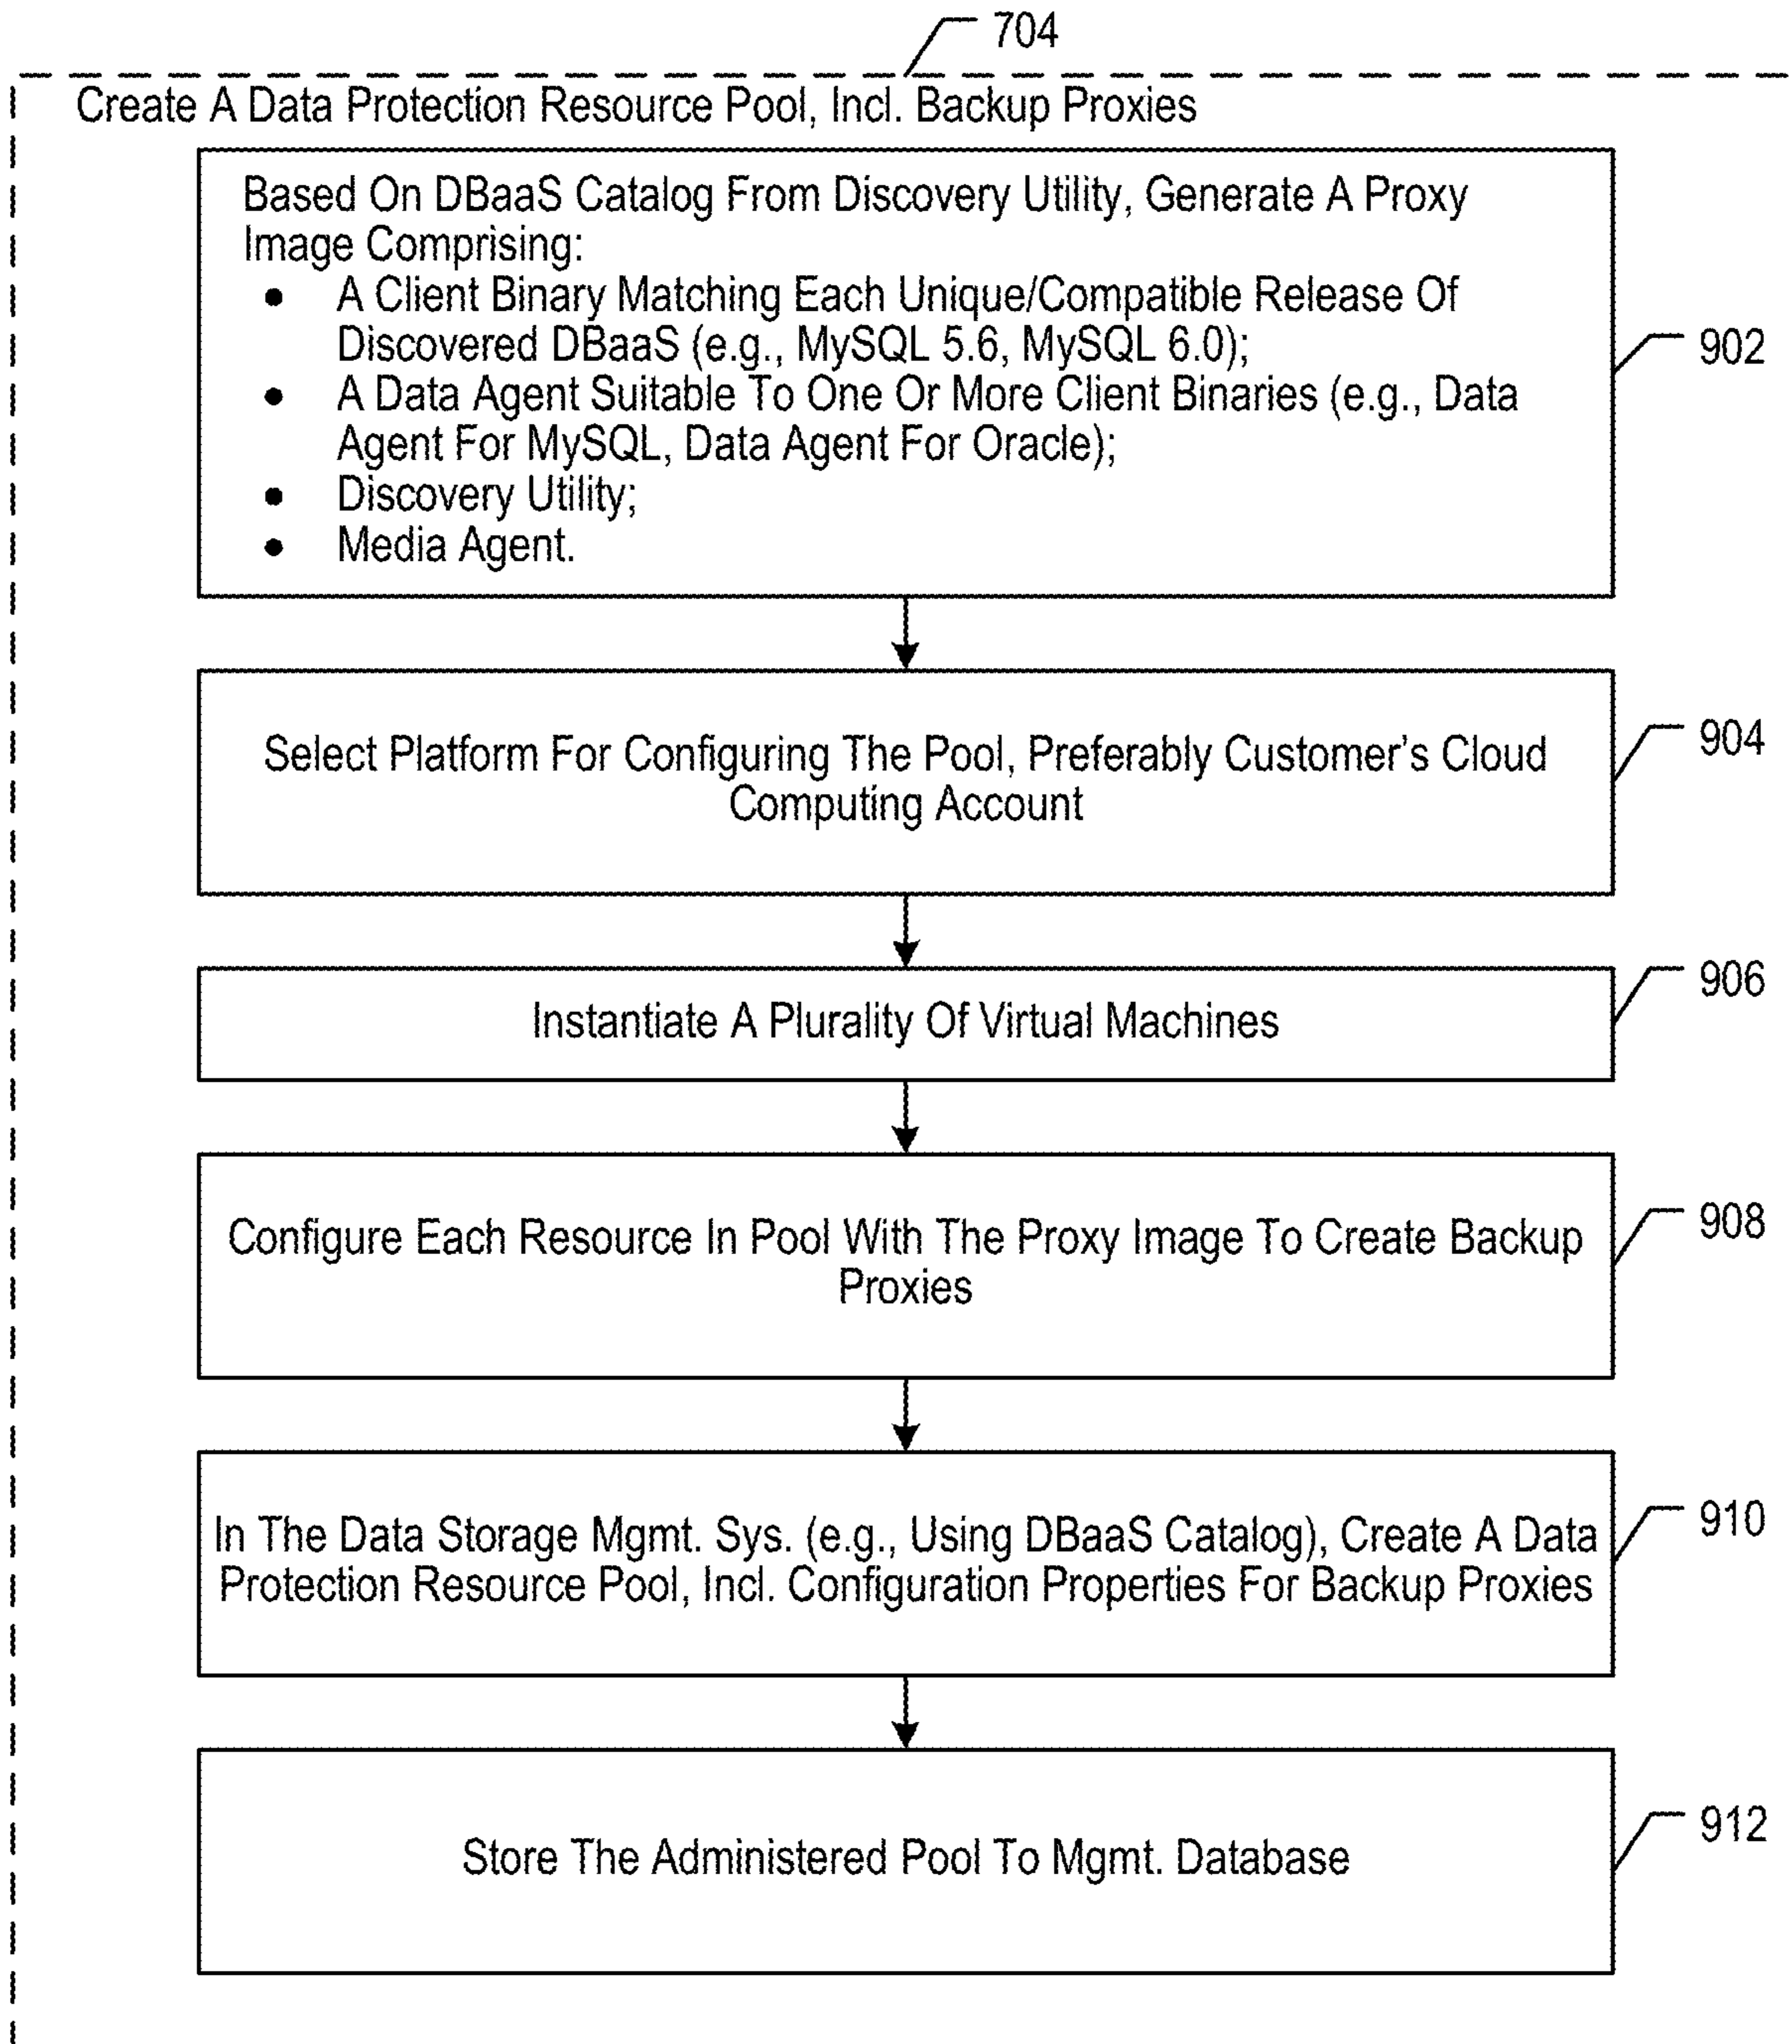 704
Create A Data Protection Resource Pool, Incl. Backup Proxies
Based On DBaaS Catalog From Discovery Utility, Generate A Proxy
Image Comprising:
• A Client Binary Matching Each Unique/Compatible Release Of
Discovered DBaaS (e.g., MySQL 5.6, MySQL 6.0);
• A Data Agent Suitable To One Or More Client Binaries (e.g., Data
Agent For MySQL, Data Agent For Oracle);
• Discovery Utility;
• Media Agent.
902
Select Platform For Configuring The Pool, Preferably Customer's Cloud
Computing Account
904
Instantiate A Plurality Of Virtual Machines
906
Configure Each Resource In Pool With The Proxy Image To Create Backup
Proxies
908
In The Data Storage Mgmt. Sys. (e.g., Using DBaaS Catalog), Create A Data
Protection Resource Pool, Incl. Configuration Properties For Backup Proxies
910
Store The Administered Pool To Mgmt. Database
912